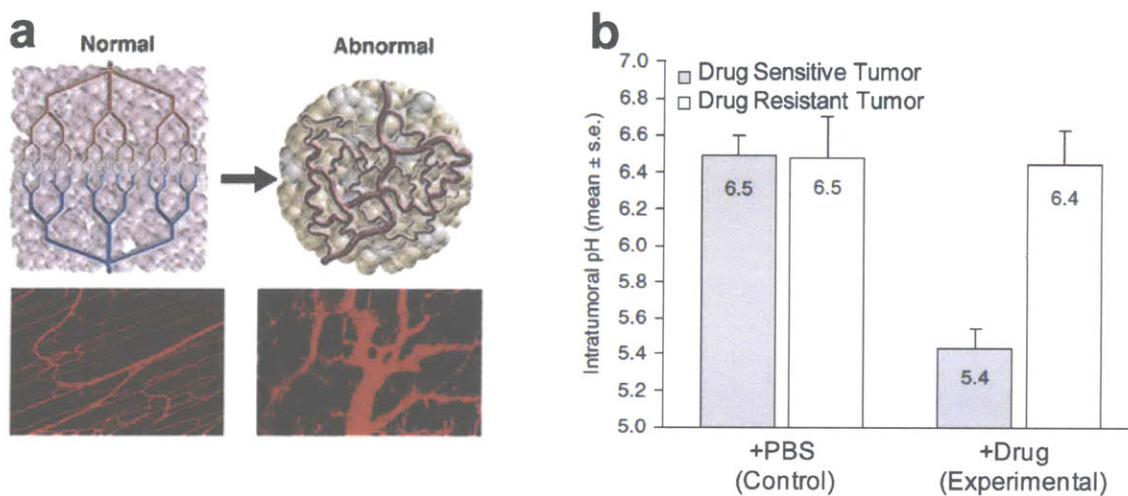 a
Normal
Abnormal
b
Intratumoral pH (mean ± s.e.)
7.0
6.8
6.6
6.4
6.2
6.0
5.8
5.6
5.4
5.2
5.0
Drug Sensitive Tumor
Drug Resistant Tumor
6.5
6.5
5.4
6.4
+PBS
(Control)
+Drug
(Experimental)